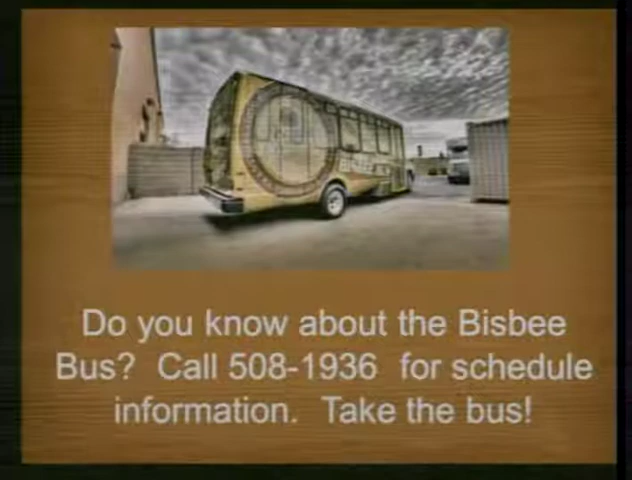 Do you know about the Bisbee
Bus?  Call 508-1936  for schedule
information.  Take the bus!